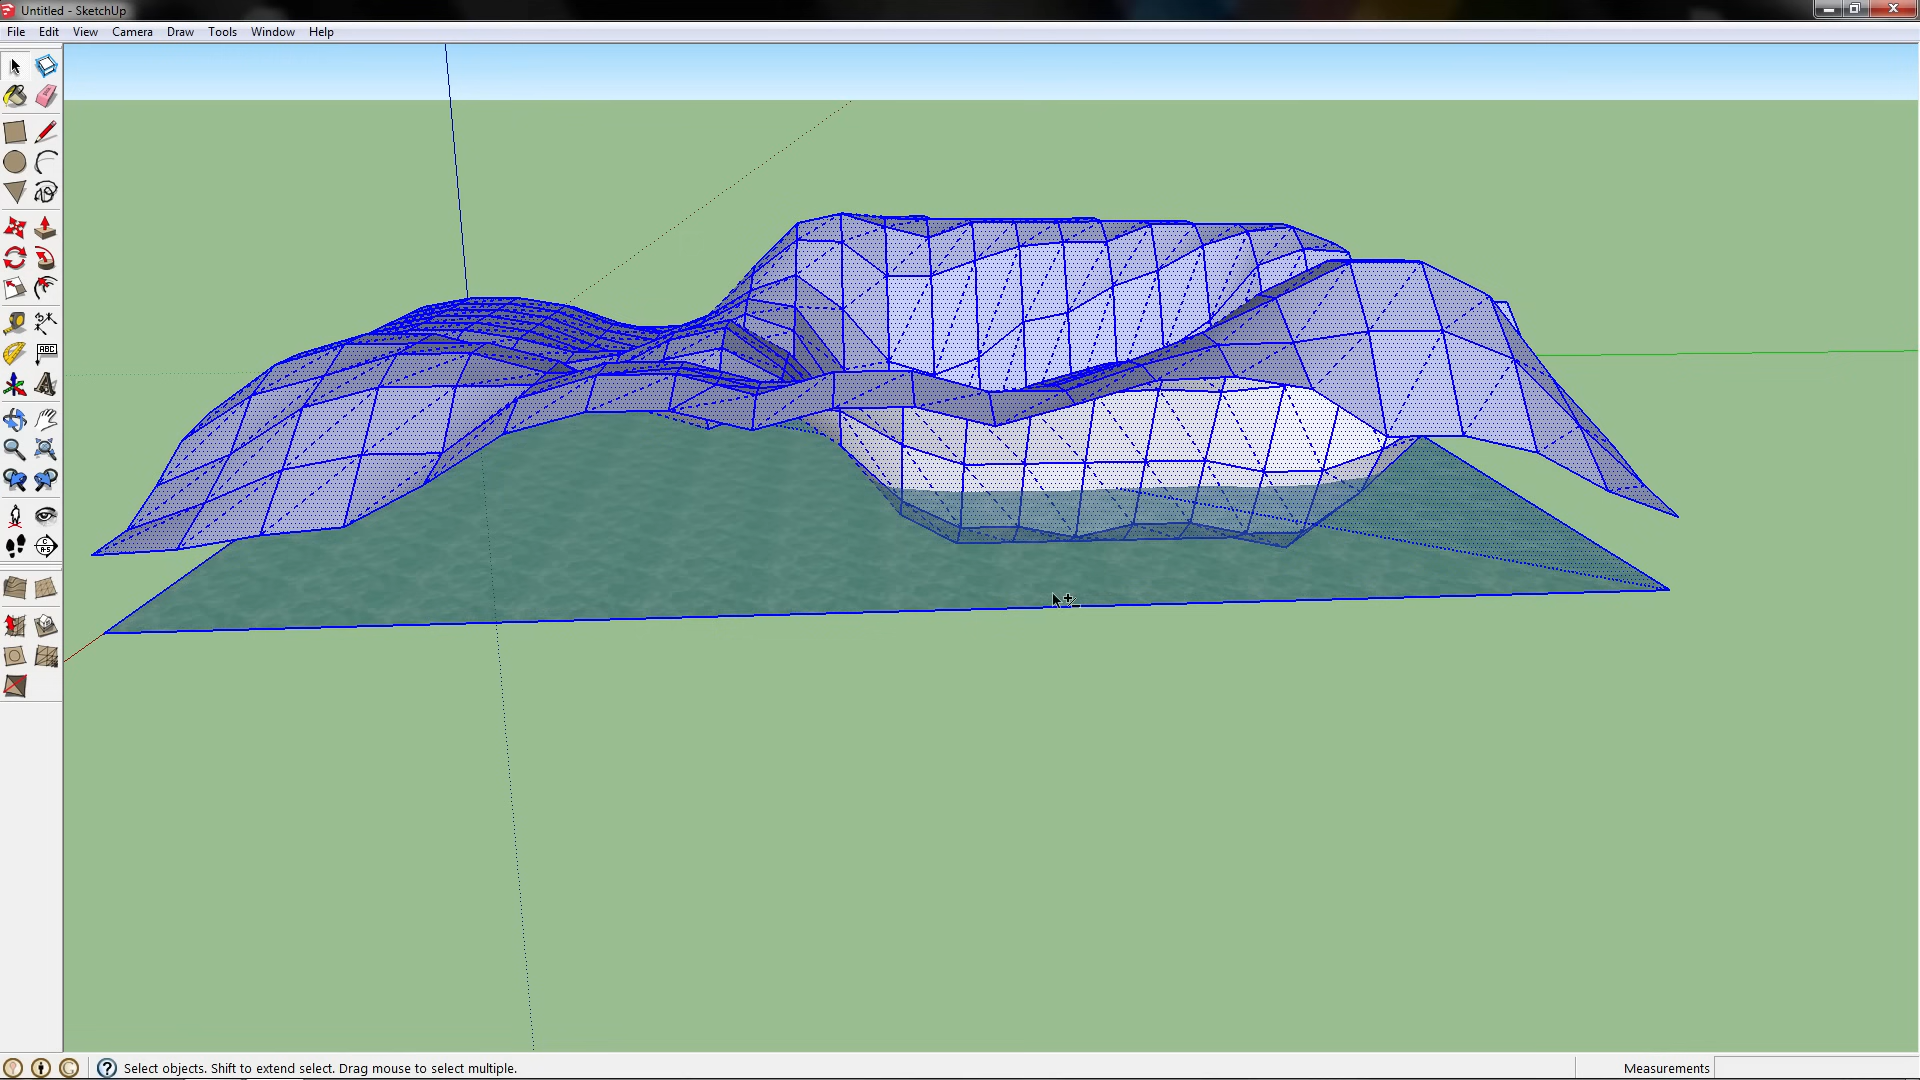 Untitled - SketchUp
File Edit View Camera Draw Tools Window Help
ABC
Select objects. Shift to extend select. Drag mouse to select multiple.
Measurements